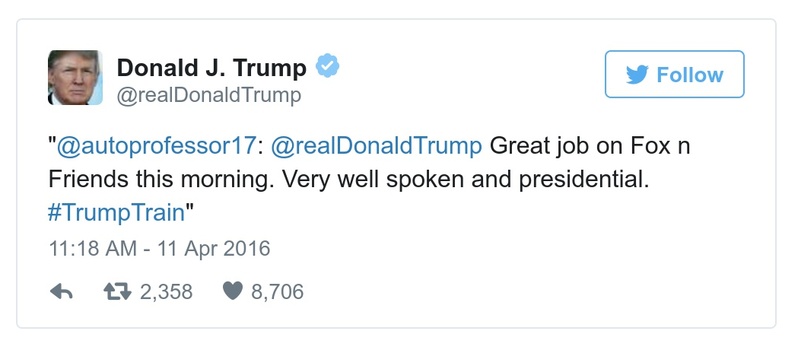 Donald J. Trump
@realDonaldTrump
Follow
"@autoprofessor17: @realDonaldTrump Great job on Fox n
Friends this morning. Very well spoken and presidential.
#TrumpTrain"
11:18 AM - 11 Apr 2016
2,358 8,706